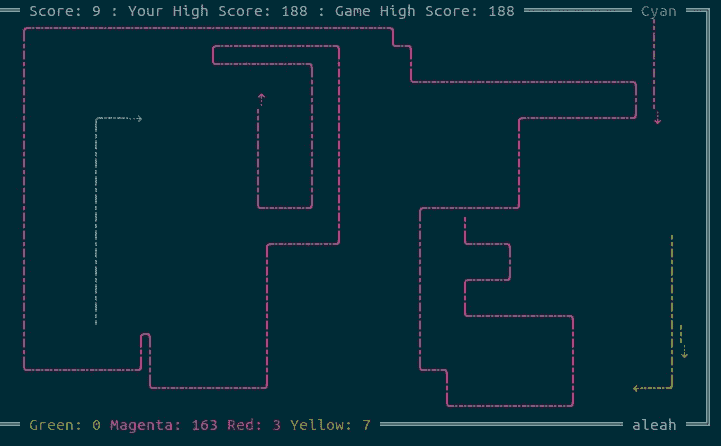 Score: 9 : Your High Score: 188 : Game High Score: 188 Cyan
Green: 0 Magenta: 163 Red: 3 Yellow: 7 aleah